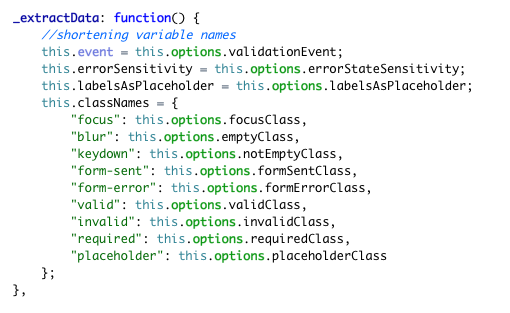 _extractData: function() {
    //shortening variable names
    this.event = this.options.validationEvent;
    this.errorSensitivity = this.options.errorStateSensitivity;
    this.labelsAsPlaceholder = this.options.labelsAsPlaceholder;
    this.classNames = {
        "focus": this.options.focusClass,
        "blur": this.options.emptyClass,
        "keydown": this.options.notEmptyClass,
        "form-sent": this.options.formSentClass,
        "form-error": this.options.formErrorClass,
        "valid": this.options.validClass,
        "invalid": this.options.invalidClass,
        "required": this.options.requiredClass,
        "placeholder": this.options.placeholderClass
    };
},